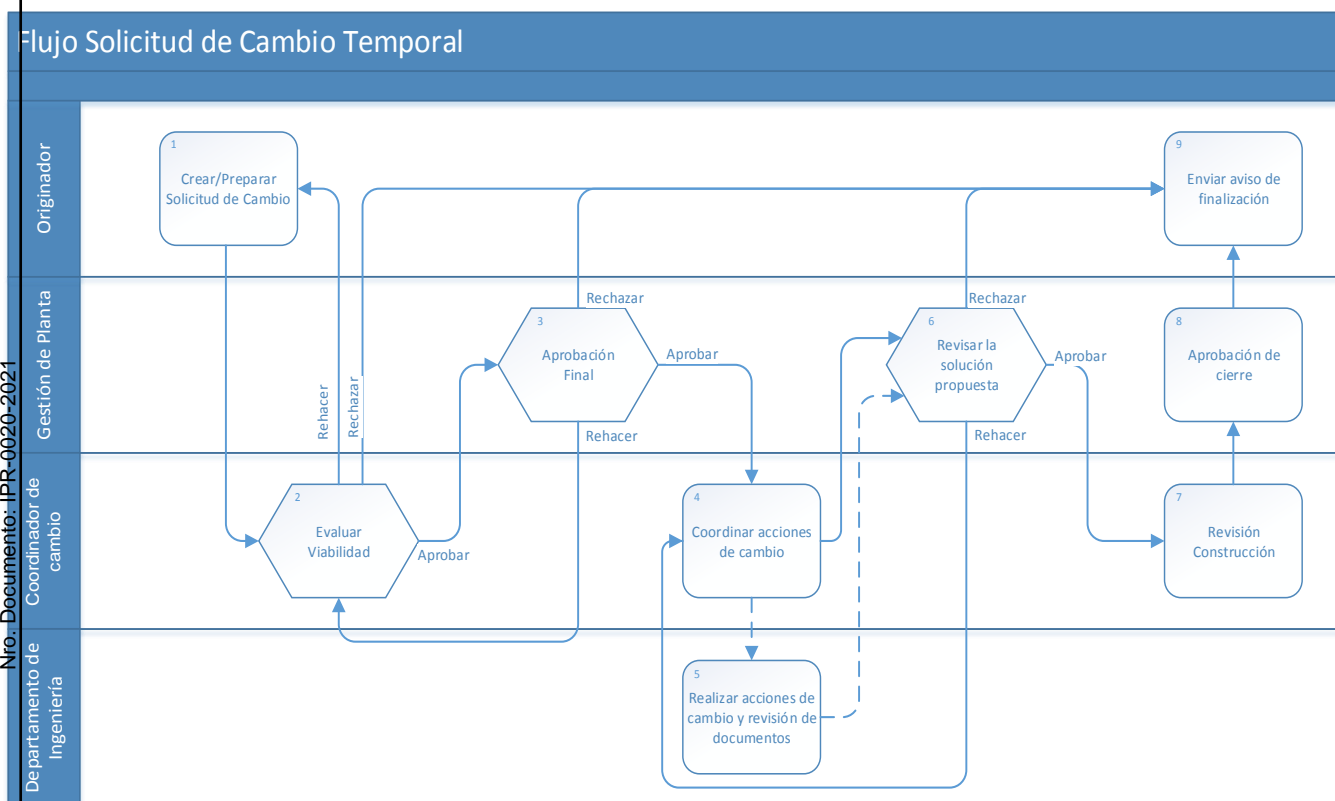 Flujo Solicitud de Cambio Temporal
Nro. Documento: IPR-0020-2021
Originador
1
Crear/Preparar
Solicitud de Cambio
9
Enviar aviso de
finalización
Gestión de Planta
Rehacer
Rechazar
Rechazar
3
Aprobación
Final
Aprobar
Rehacer
Rechazar
6
Revisar la
solución
propuesta
Aprobar
Rehacer
8
Aprobación de
cierre
Coordinador de
cambio
2
Evaluar
Viabilidad
Aprobar
4
Coordinar acciones
de cambio
7
Revisión
Construcción
Departamento de
Ingeniería
5
Realizar acciones de
cambio y revisión de
documentos